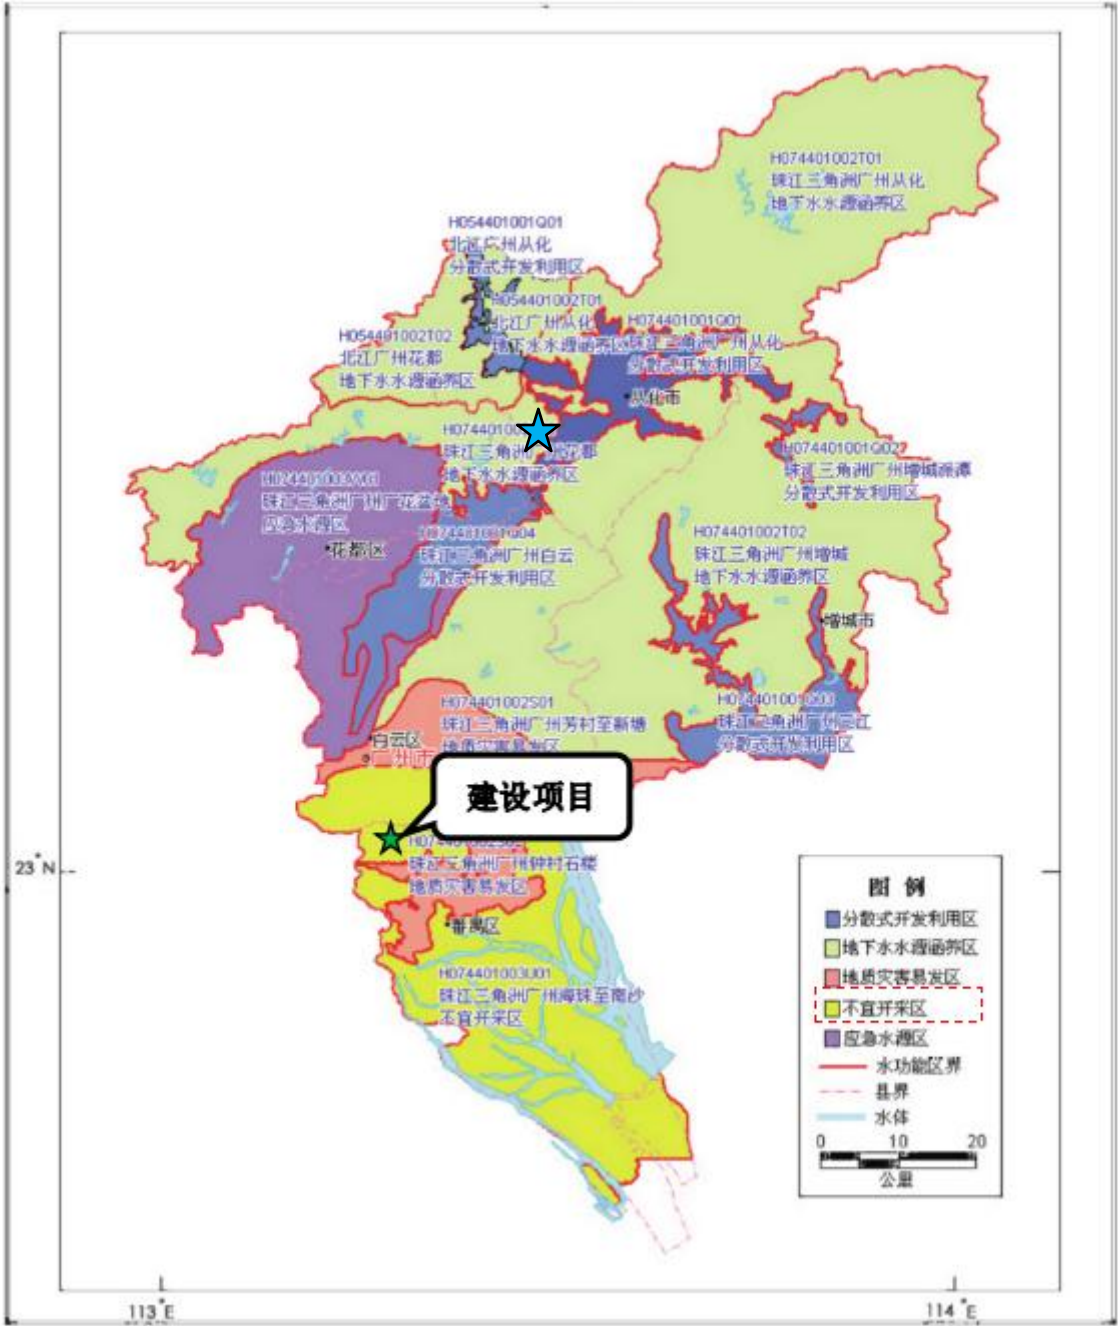 H074401002T01
珠江三角洲广州从化
地下水水源涵养区
H054401001Q01
北江广州从化
分散式开发利用区
H054401002T01
北江广州从化
地下水水源涵养区
H074401001Q01
珠江三角洲广州从化
分散式开发利用区
H054401002T02
北江广州花都
地下水水源涵养区
从化市
H0744010
珠江三角洲 花都
地下水水源涵养区
H074401001Q02
珠江三角洲广州增城派潭
分散式开发利用区
珠江三角洲广州广花盆地
应急水源区
花都区
H074401001Q04
珠江三角洲广州白云
分散式开发利用区
H074401002T02
珠江三角洲广州增城
地下水水源涵养区
增城市
H074401002S01
珠江三角洲广州芳村至新塘
地质灾害易发区
H074401001Q03
珠江三角洲广州
分散式开发利用区
白云区
广州市
建设项目
珠江三角洲广州钟村石楼
地质灾害易发区
番禺区
H074401003U01
珠江三角洲广州海珠至南沙
不宜开采区
23°N
图 例
分散式开发利用区
地下水水源涵养区
地质灾害易发区
不宜开采区
应急水源区
水功能区界
县界
水体
0 10 20
公里
113°E
114°E